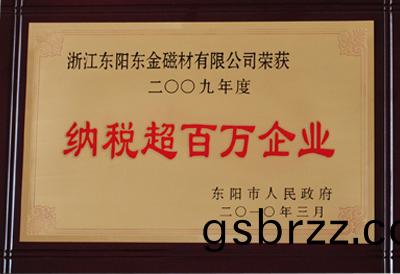 浙江东阳东金磁材有限公司荣获
二〇〇九年度
纳税超百万企业
东阳市人民政府
二〇一〇年三月
gsbrzz.com